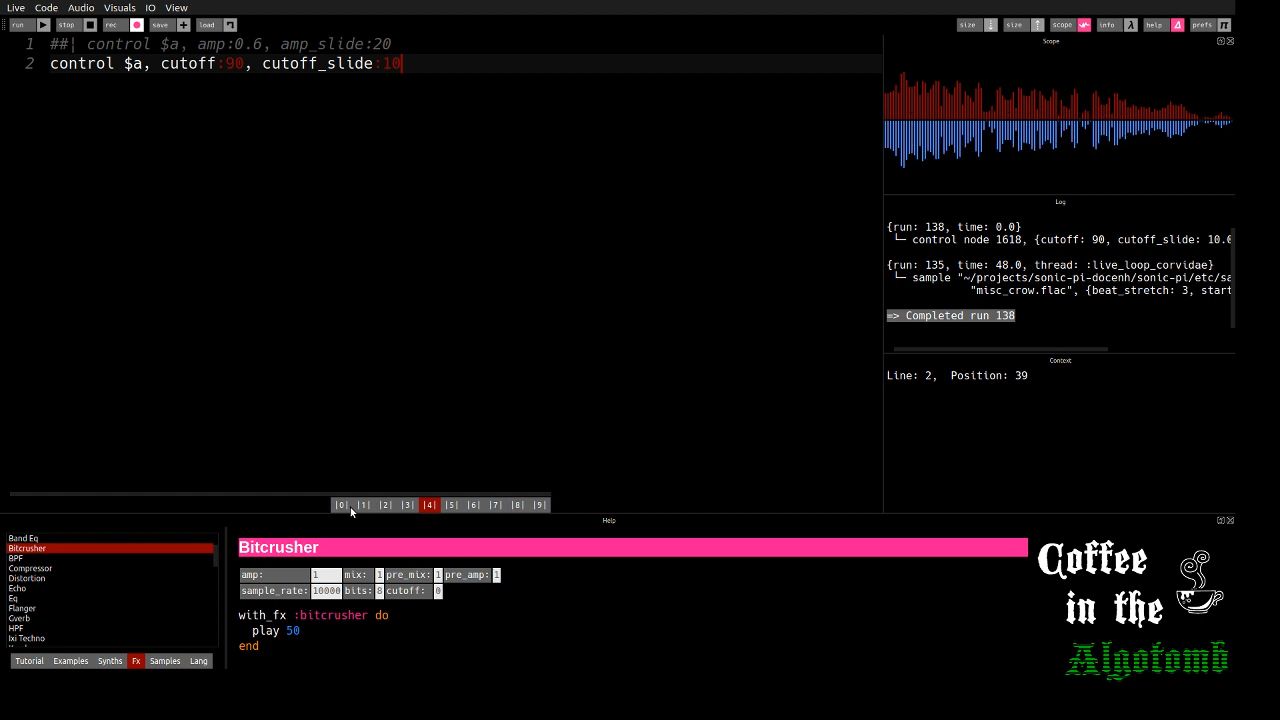 Live Code Audio Visuals IO View
run stop rec save load size size scope info help prefs
1 ##| control $a, amp:0.6, amp_slide:20
2 control $a, cutoff:90, cutoff_slide:10
Scope
Log
{run: 138, time: 0.0}
└─ control node 1618, {cutoff: 90, cutoff_slide: 10.0
{run: 135, time: 48.0, thread: :live_loop_corvidae}
└─ sample "~/projects/sonic-pi-docenh/sonic-pi/etc/sa
"misc_crow.flac", {beat_stretch: 3, start
=> Completed run 138
Context
Line: 2, Position: 39
|0| |1| |2| |3| |4| |5| |6| |7| |8| |9|
Help
Band Eq
Bitcrusher
BPF
Compressor
Distortion
Echo
Eq
Flanger
Gverb
HPF
Ixi Techno
Tutorial Examples Synths Fx Samples Lang
Bitcrusher
amp: 1 mix: 1 pre_mix: 1 pre_amp: 1
sample_rate: 10000 bits: 8 cutoff: 0
with_fx :bitcrusher do
play 50
end
Coffee
in the
Algotomb